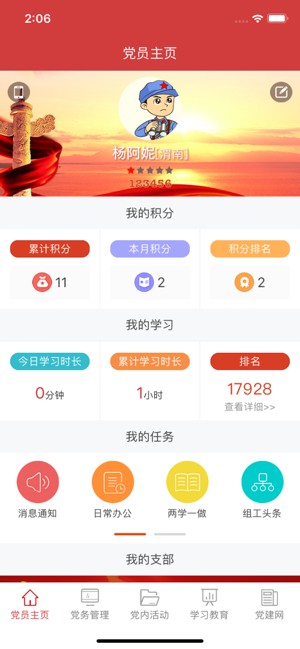 2:06
党员主页
杨阿妮[渭南]
123456
我的积分
累计积分 本月积分 积分排名
11 2 2
我的学习
今日学习时长 累计学习时长 排名
0分钟 1小时 17928
查看详细>>
我的任务
消息通知 日常办公 两学一做 组工头条
我的支部
党员主页 党务管理 党内活动 学习教育 党建网